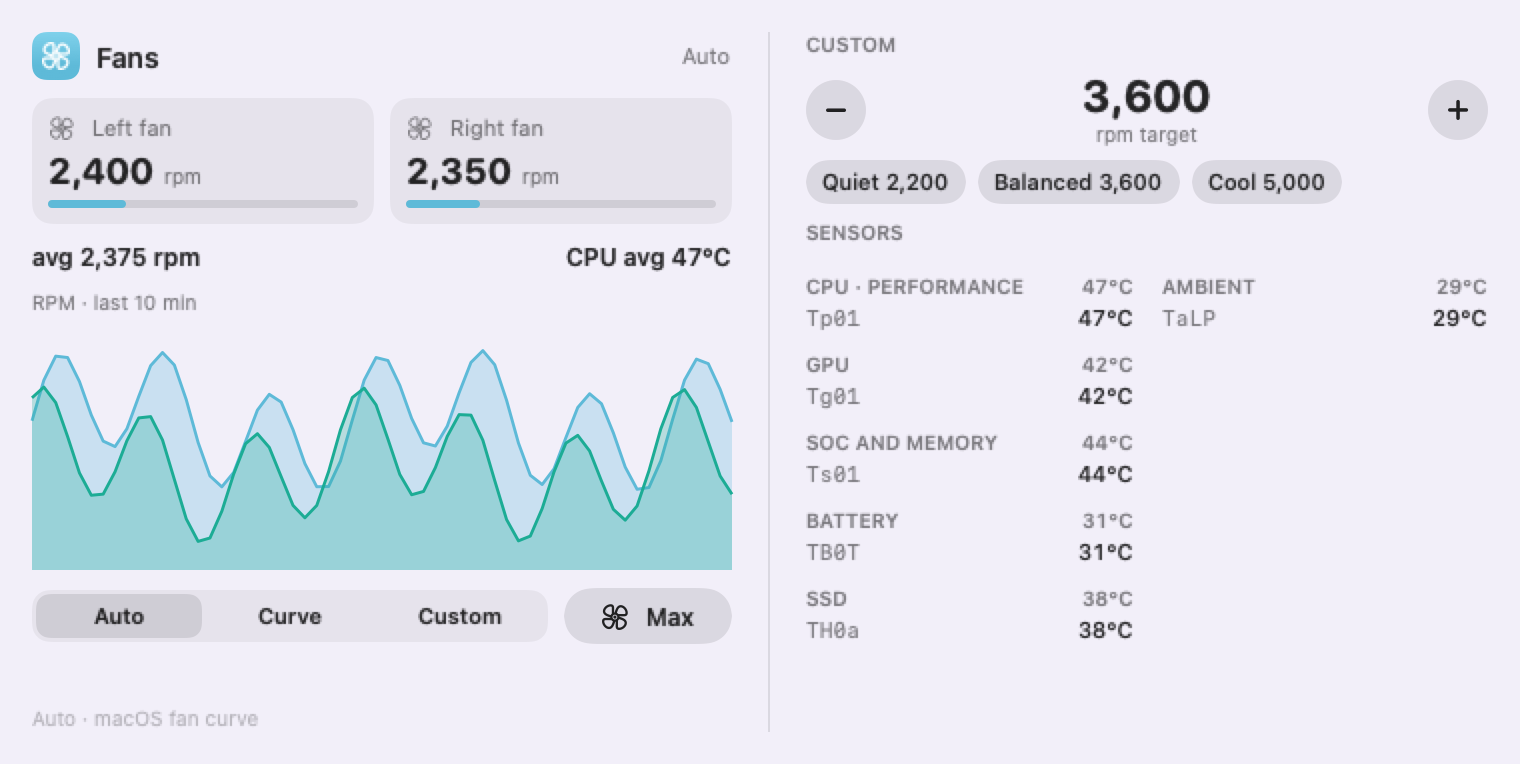 Fans
Auto
Left fan
2,400 rpm
Right fan
2,350 rpm
avg 2,375 rpm
CPU avg 47°C
RPM · last 10 min
Auto
Curve
Custom
Max
Auto · macOS fan curve
CUSTOM
−
3,600
+
rpm target
Quiet 2,200
Balanced 3,600
Cool 5,000
SENSORS
CPU · PERFORMANCE 47°C
Tp01 47°C
GPU 42°C
Tg01 42°C
SOC AND MEMORY 44°C
Ts01 44°C
BATTERY 31°C
TB0T 31°C
SSD 38°C
TH0a 38°C
AMBIENT 29°C
TaLP 29°C